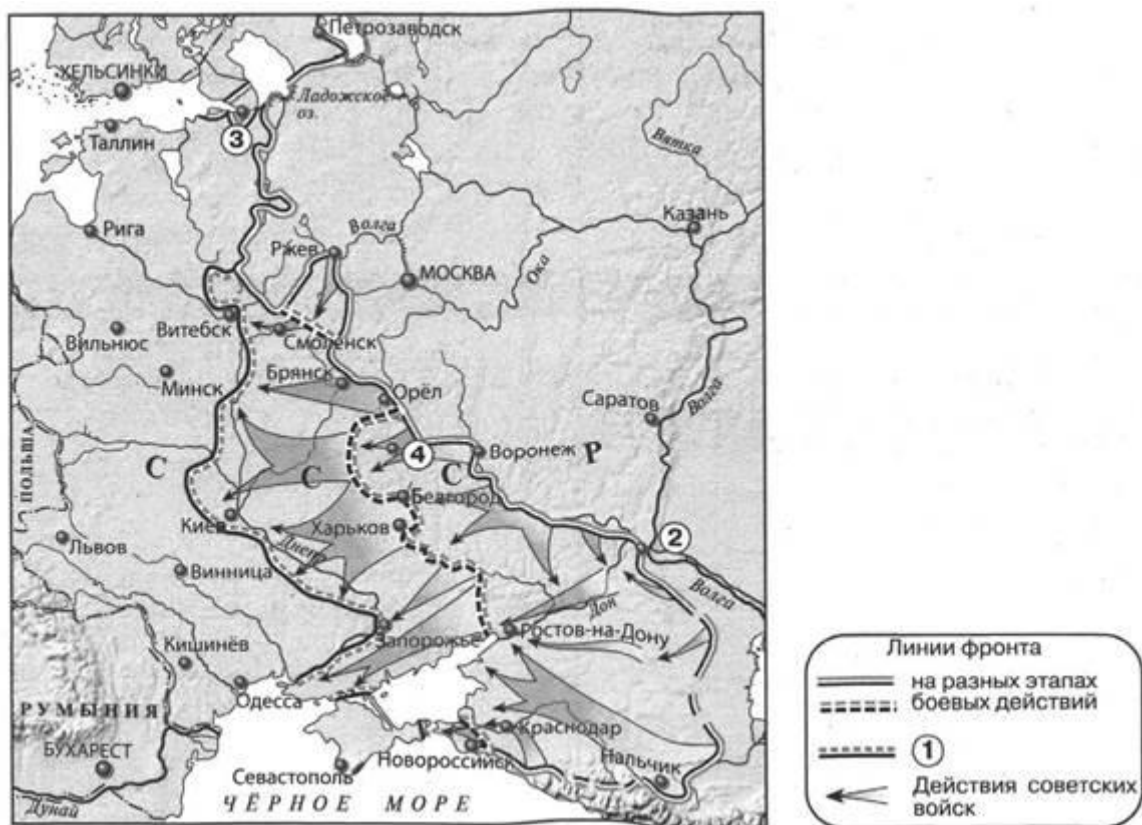 Петрозаводск
ХЕЛЬСИНКИ
Ладожское
оз.
Таллин
3
Вятка
Казань
Рига
Волга
Ржев
МОСКВА
Ока
Витебск
Смоленск
Вильнюс
Минск
Брянск
Орёл
Саратов
Волга
ПОЛЬША
С
С
4
С
Воронеж
Р
Белгород
Киев
Харьков
2
Львов
Днепр
Винница
Дон
Волга
Запорожье
Ростов-на-Дону
Кишинёв
Одесса
РУМЫНИЯ
Краснодар
БУХАРЕСТ
Новороссийск
Нальчик
Севастополь
Дунай
ЧЁРНОЕ МОРЕ
Линии фронта
на разных этапах
боевых действий
1
Действия советских
войск